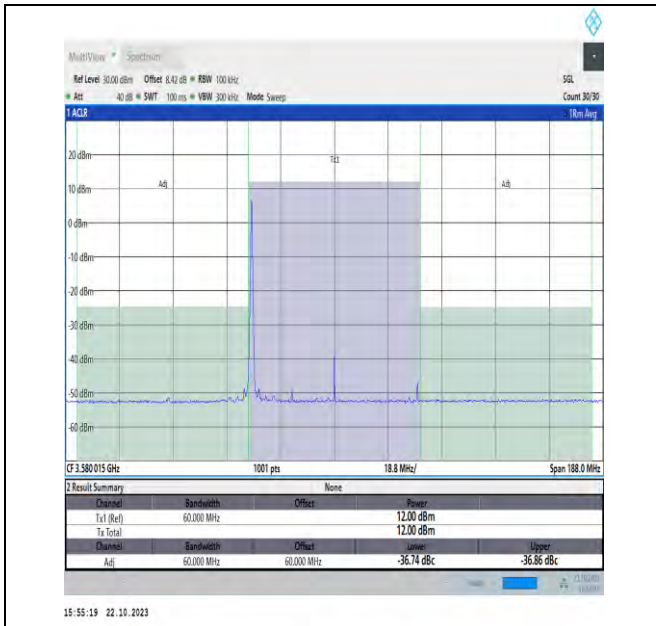 MultiView Spectrum
Ref Level 30.00 dBm Offset 8.42 dB RBW 100 kHz SGL
Att 40 dB SWT 100 ms VBW 300 kHz Mode Sweep Count 30/30
1 ACLR 1Rm Avg
20 dBm
Tx1
Adj Adj
10 dBm
0 dBm
-10 dBm
-20 dBm
-30 dBm
-40 dBm
-50 dBm
-60 dBm
CF 3.580 015 GHz 1001 pts 18.8 MHz/ Span 188.0 MHz
2 Result Summary None
Channel Bandwidth Offset Power
Tx1 (Ref) 60.000 MHz 12.00 dBm
Tx Total 12.00 dBm
Channel Bandwidth Offset Lower Upper
Adj 60.000 MHz 60.000 MHz -36.74 dBc -36.86 dBc
15:55:19 22.10.2023